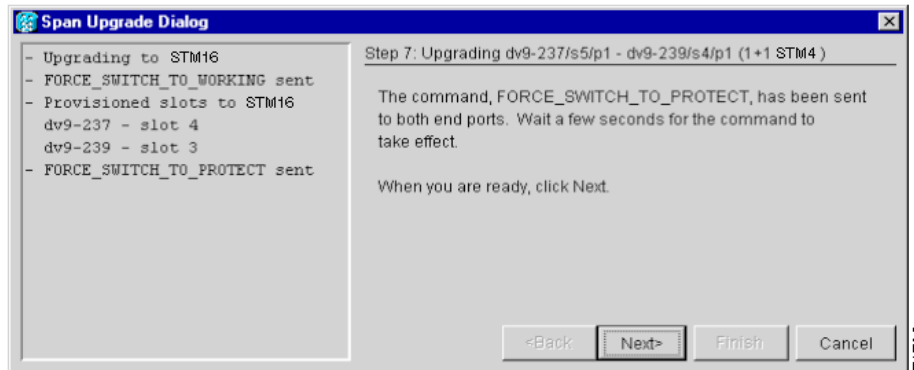 Span Upgrade Dialog
- Upgrading to STM16
- FORCE_SWITCH_TO_WORKING sent
- Provisioned slots to STM16
dv9-237 - slot 4
dv9-239 - slot 3
- FORCE_SWITCH_TO_PROTECT sent
Step 7: Upgrading dv9-237/s5/p1 - dv9-239/s4/p1 (1+1 STM4 )
The command, FORCE_SWITCH_TO_PROTECT, has been sent
to both end ports. Wait a few seconds for the command to
take effect.
When you are ready, click Next.
<Back
Next>
Finish
Cancel